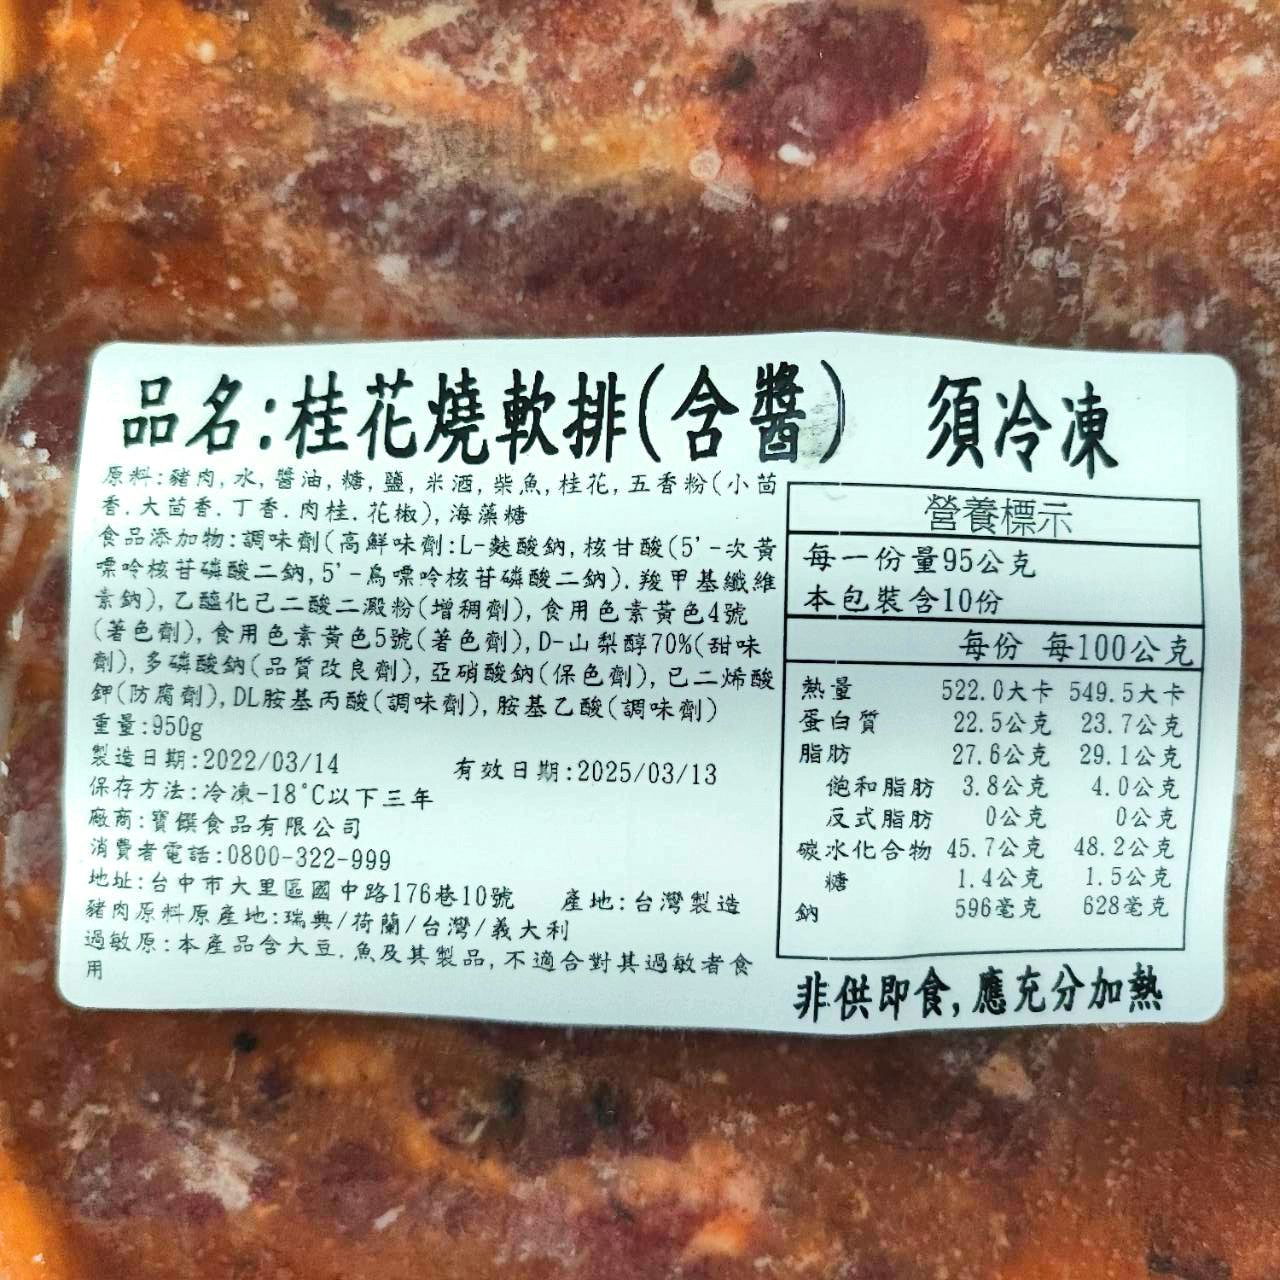 品名:桂花燒軟排(含醬) 須冷凍
原料:豬肉,水,醬油,糖,鹽,米酒,柴魚,桂花,五香粉(小茴
香.大茴香.丁香.肉桂.花椒),海藻糖
食品添加物:調味劑(高鮮味劑:L-麩酸鈉,核甘酸(5'-次黃
嘌呤核苷磷酸二鈉,5'-鳥嘌呤核苷磷酸二鈉).羧甲基纖維
素鈉),乙醯化己二酸二澱粉(增稠劑),食用色素黃色4號
(著色劑),食用色素黃色5號(著色劑),D-山梨醇70%(甜味
劑),多磷酸鈉(品質改良劑),亞硝酸鈉(保色劑),己二烯酸
鉀(防腐劑),DL胺基丙酸(調味劑),胺基乙酸(調味劑)
重量:950g
製造日期:2022/03/14 有效日期:2025/03/13
保存方法:冷凍-18°C以下三年
廠商:寶饌食品有限公司
消費者電話:0800-322-999
地址:台中市大里區國中路176巷10號 產地:台灣製造
豬肉原料原產地:瑞典/荷蘭/台灣/義大利
過敏原:本產品含大豆.魚及其製品,不適合對其過敏者食
用
營養標示
每一份量95公克
本包裝含10份
每份 每100公克
熱量 522.0大卡 549.5大卡
蛋白質 22.5公克 23.7公克
脂肪 27.6公克 29.1公克
飽和脂肪 3.8公克 4.0公克
反式脂肪 0公克 0公克
碳水化合物 45.7公克 48.2公克
糖 1.4公克 1.5公克
鈉 596毫克 628毫克
非供即食,應充分加熱